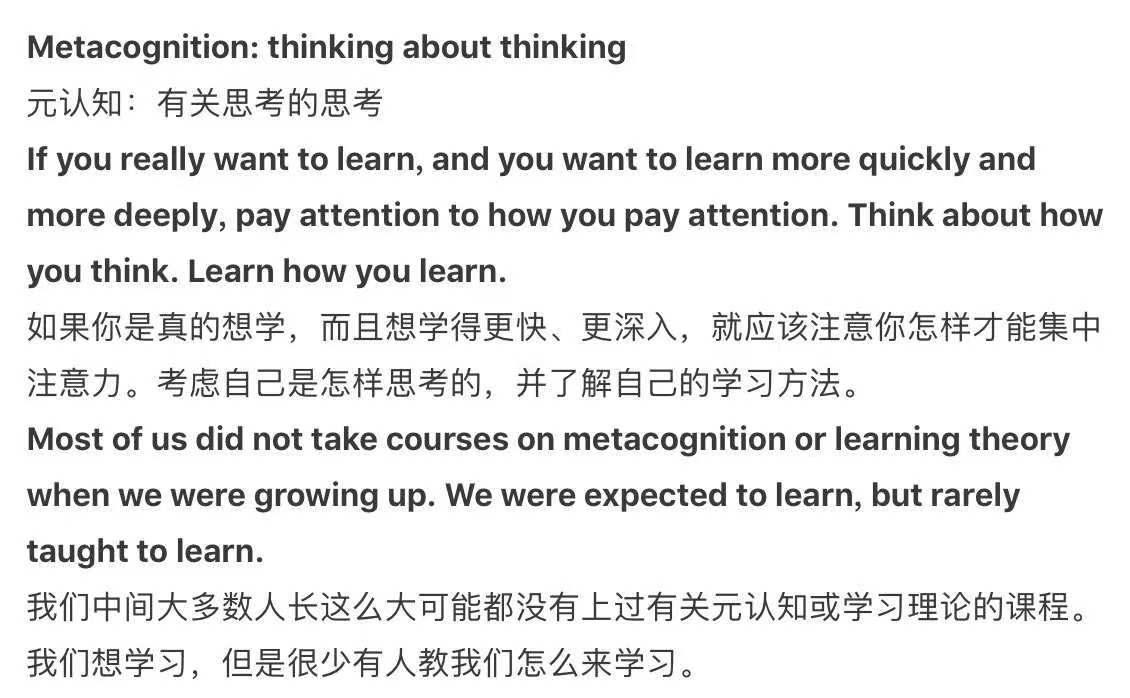 Metacognition: thinking about thinking
元认知：有关思考的思考
If you really want to learn, and you want to learn more quickly and
more deeply, pay attention to how you pay attention. Think about how
you think. Learn how you learn.
如果你是真的想学，而且想学得更快、更深入，就应该注意你怎样才能集中
注意力。考虑自己是怎样思考的，并了解自己的学习方法。
Most of us did not take courses on metacognition or learning theory
when we were growing up. We were expected to learn, but rarely
taught to learn.
我们中间大多数人长这么大可能都没有上过有关元认知或学习理论的课程。
我们想学习，但是很少有人教我们怎么来学习。